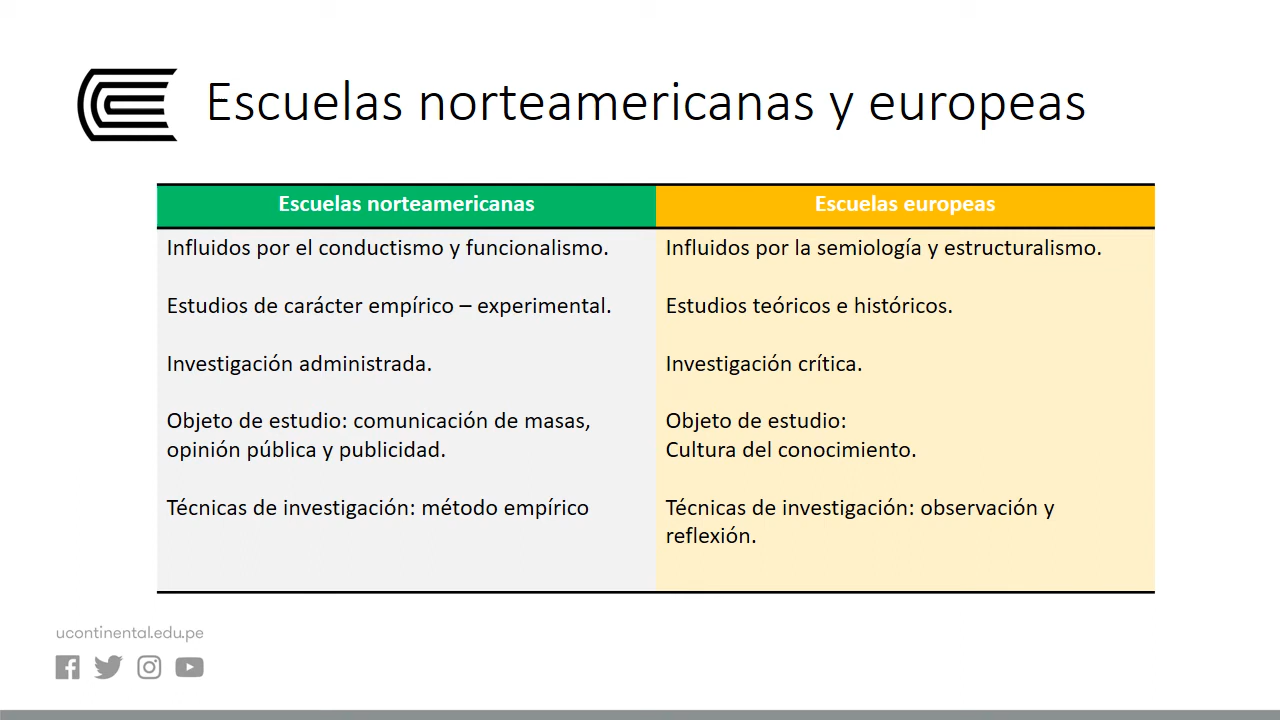 Escuelas norteamericanas y europeas
Escuelas norteamericanas
Escuelas europeas
Influidos por el conductismo y funcionalismo.
Estudios de carácter empírico – experimental.
Investigación administrada.
Objeto de estudio: comunicación de masas,
opinión pública y publicidad.
Técnicas de investigación: método empírico
Influidos por la semiología y estructuralismo.
Estudios teóricos e históricos.
Investigación crítica.
Objeto de estudio:
Cultura del conocimiento.
Técnicas de investigación: observación y
reflexión.
ucontinental.edu.pe